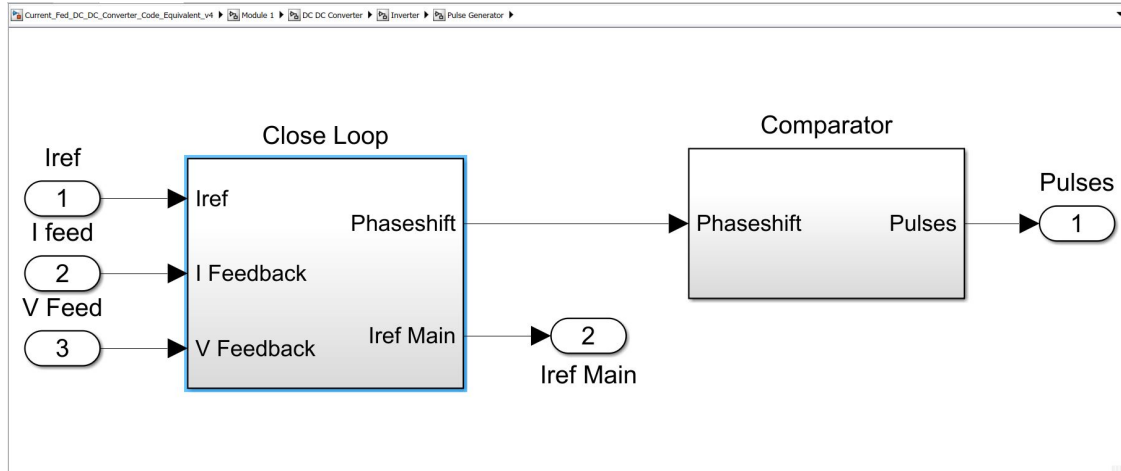 Current_Fed_DC_DC_Converter_Code_Equivalent_v4 Module 1 DC DC Converter Inverter Pulse Generator
Close Loop
Comparator
Iref
1
Iref
I feed
2
I Feedback
V Feed
3
V Feedback
Phaseshift
Iref Main
2
Iref Main
Phaseshift
Pulses
Pulses
1